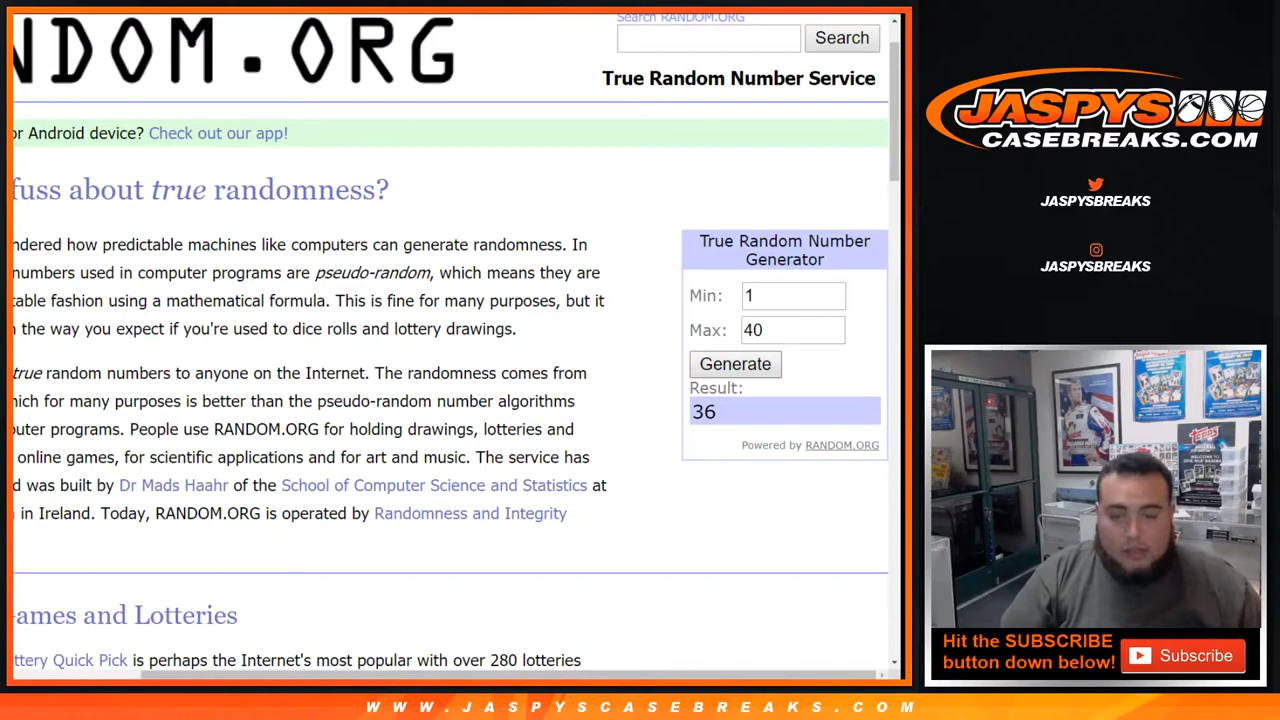 NDOM.ORG
Search RANDOM.ORG
Search
True Random Number Service
or Android device? Check out our app!
fuss about true randomness?
ndered how predictable machines like computers can generate randomness. In
numbers used in computer programs are pseudo-random, which means they are
table fashion using a mathematical formula. This is fine for many purposes, but it
n the way you expect if you're used to dice rolls and lottery drawings.
true random numbers to anyone on the Internet. The randomness comes from
hich for many purposes is better than the pseudo-random number algorithms
puter programs. People use RANDOM.ORG for holding drawings, lotteries and
online games, for scientific applications and for art and music. The service has
d was built by Dr Mads Haahr of the School of Computer Science and Statistics at
n in Ireland. Today, RANDOM.ORG is operated by Randomness and Integrity
Games and Lotteries
ttery Quick Pick is perhaps the Internet's most popular with over 280 lotteries
True Random Number
Generator
Min: 1
Max: 40
Generate
Result:
36
Powered by RANDOM.ORG
JASPYS
CASEBREAKS.COM
JASPYSBREAKS
JASPYSBREAKS
topps
WELCOME TO
Hit the SUBSCRIBE
button down below!
Subscribe
WWW.JASPYSCASEBREAKS.COM